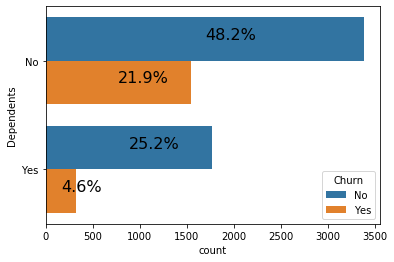 48.2%
No
21.9%
Dependents
25.2%
Yes
4.6%
Churn
No
Yes
0 500 1000 1500 2000 2500 3000 3500
count